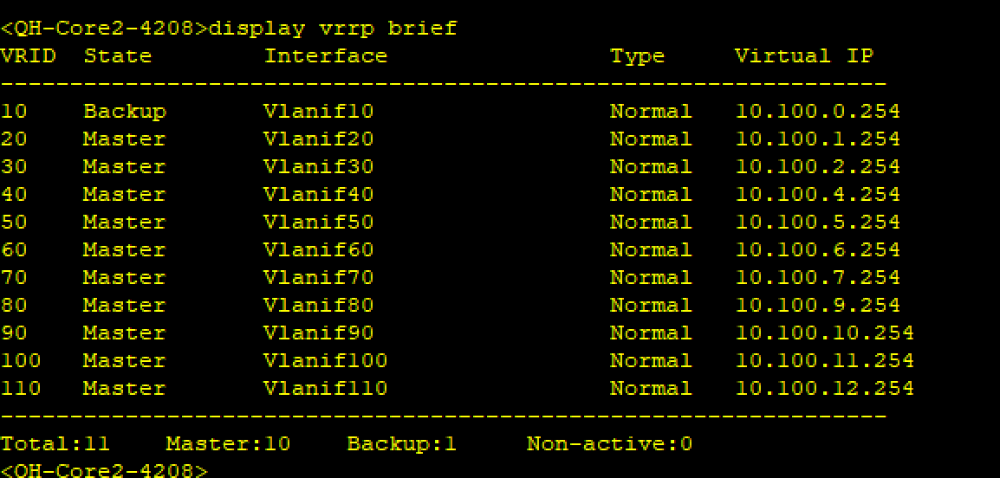 <QH-Core2-4208>display vrrp brief
VRID  State        Interface                Type     Virtual IP
----------------------------------------------------------------
10    Backup       Vlanif10                 Normal   10.100.0.254
20    Master       Vlanif20                 Normal   10.100.1.254
30    Master       Vlanif30                 Normal   10.100.2.254
40    Master       Vlanif40                 Normal   10.100.4.254
50    Master       Vlanif50                 Normal   10.100.5.254
60    Master       Vlanif60                 Normal   10.100.6.254
70    Master       Vlanif70                 Normal   10.100.7.254
80    Master       Vlanif80                 Normal   10.100.9.254
90    Master       Vlanif90                 Normal   10.100.10.254
100   Master       Vlanif100                Normal   10.100.11.254
110   Master       Vlanif110                Normal   10.100.12.254
----------------------------------------------------------------
Total:11    Master:10    Backup:1     Non-active:0
<QH-Core2-4208>